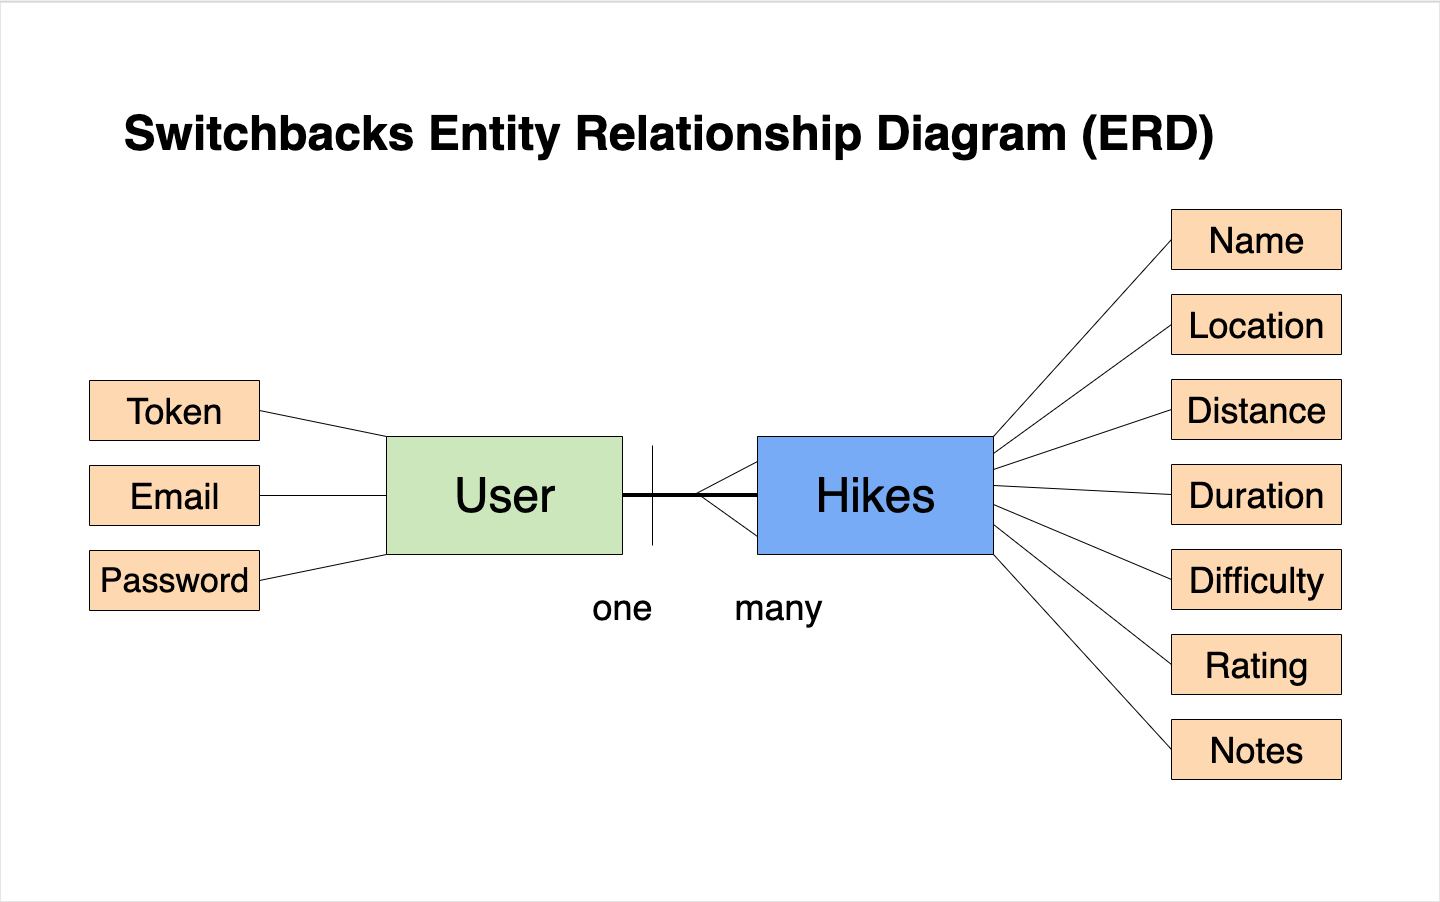 Switchbacks Entity Relationship Diagram (ERD)
Token
Email
Password
User
one
many
Hikes
Name
Location
Distance
Duration
Difficulty
Rating
Notes